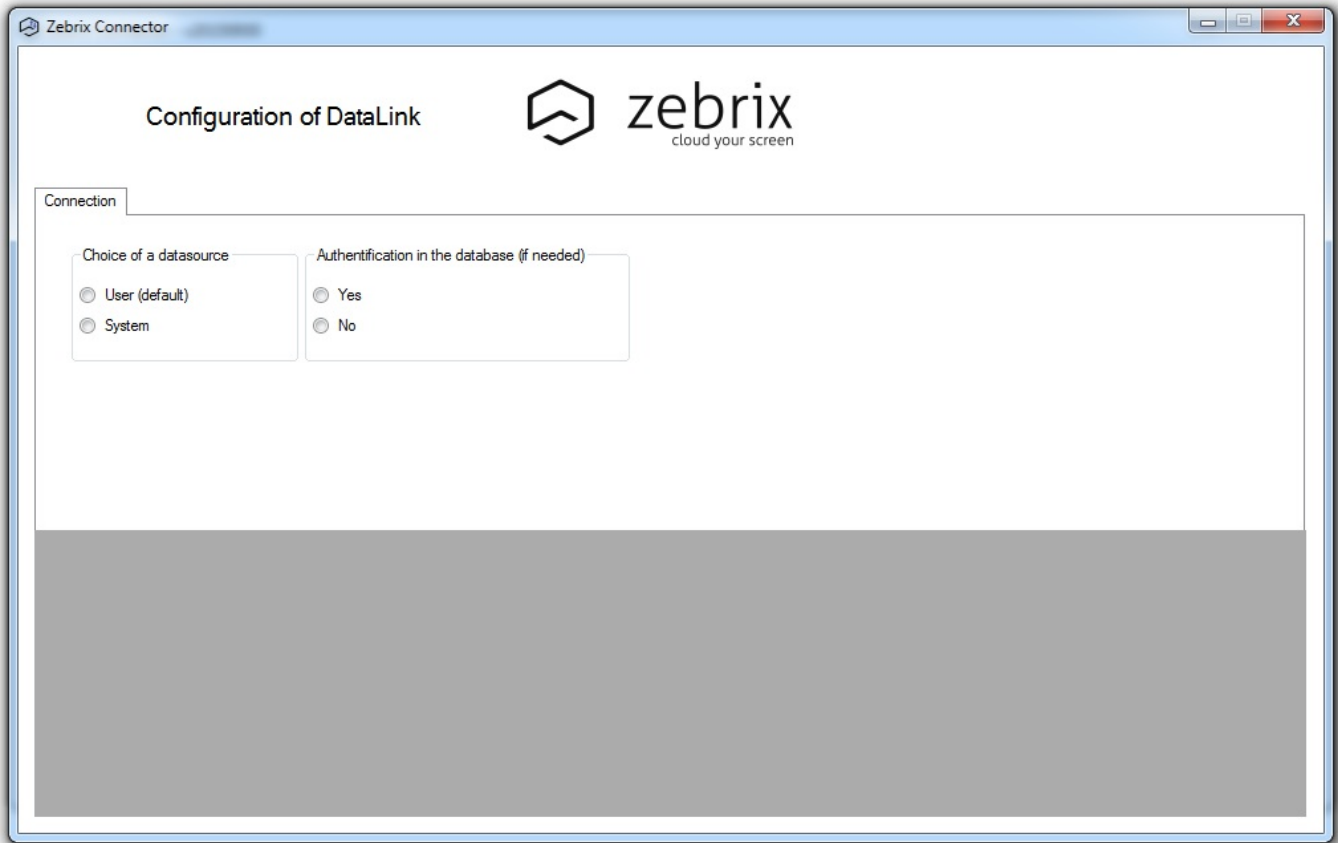 Zebrix Connector
Configuration of DataLink
zebrix
cloud your screen
Connection
Choice of a datasource
Authentification in the database (if needed)
User (default)
Yes
System
No